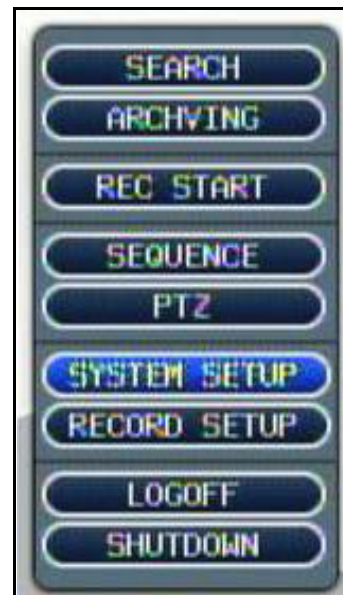 SEARCH
ARCHVING
REC START
SEQUENCE
PTZ
SYSTEM SETUP
RECORD SETUP
LOGOFF
SHUTDOWN